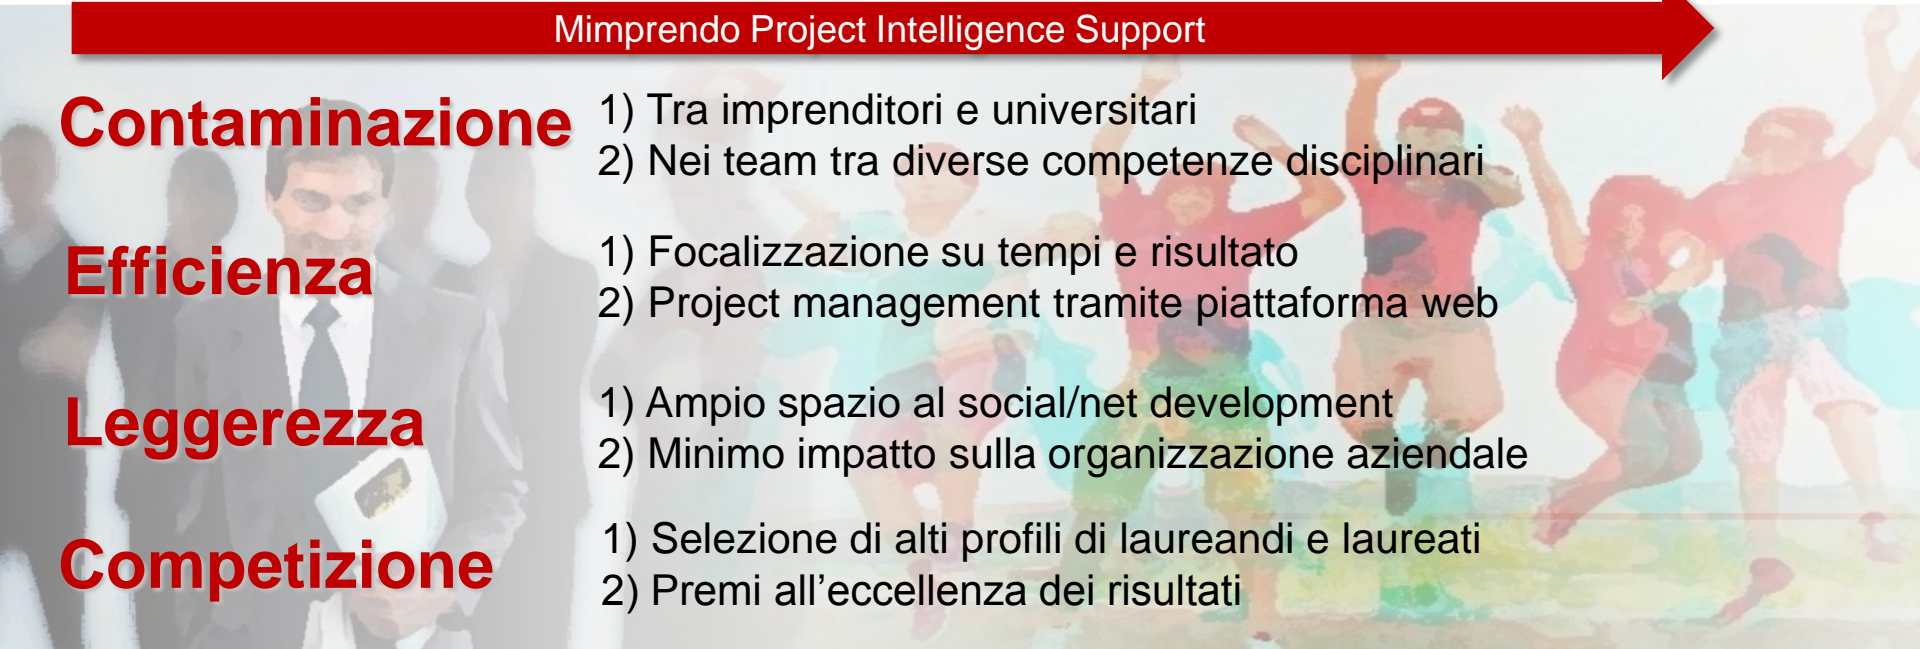 Mimprendo Project Intelligence Support
Contaminazione
1) Tra imprenditori e universitari
2) Nei team tra diverse competenze disciplinari
Efficienza
1) Focalizzazione su tempi e risultato
2) Project management tramite piattaforma web
Leggerezza
1) Ampio spazio al social/net development
2) Minimo impatto sulla organizzazione aziendale
Competizione
1) Selezione di alti profili di laureandi e laureati
2) Premi all’eccellenza dei risultati